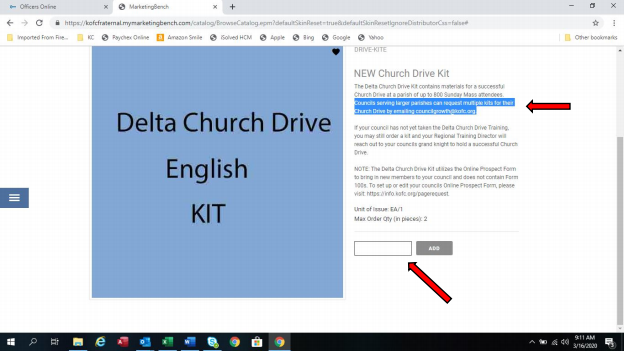 Officers Online
MarketingBench
https://kofcfraternal.mymarketingbench.com/catalog/BrowseCatalog.epm?defaultSkinReset=true&defaultSkinResetIgnoreDistributorCss=false#
Imported From Fire... KC Paychex Online Amazon Smile Golved HCM Apple Bing Google Yahoo Other bookmarks
DRIVE-KITE
NEW Church Drive Kit
The Delta Church Drive Kit contains materials for a successful
Church Drive at a parish of up to 800 Sunday Mass attendees.
Councils serving larger parishes can request multiple kits for their
Church Drive by emailing councilgrowth@kofc.org
If your council has not yet taken the Delta Church Drive Training,
you may still order a kit and your Regional Training Director will
reach out to your councils grand knight to hold a successful Church
Drive.
NOTE: The Delta Church Drive Kit utilizes the Online Prospect Form
to bring in new members to your council and does not contain Form
100s. To set up or edit your councils Online Prospect Form, please
visit: https://info.kofc.org/pagerequest.
Unit of Issue: EA/1
Max Order Qty (in pieces): 2
ADD
Delta Church Drive
English
KIT
9:11 AM
3/16/2020